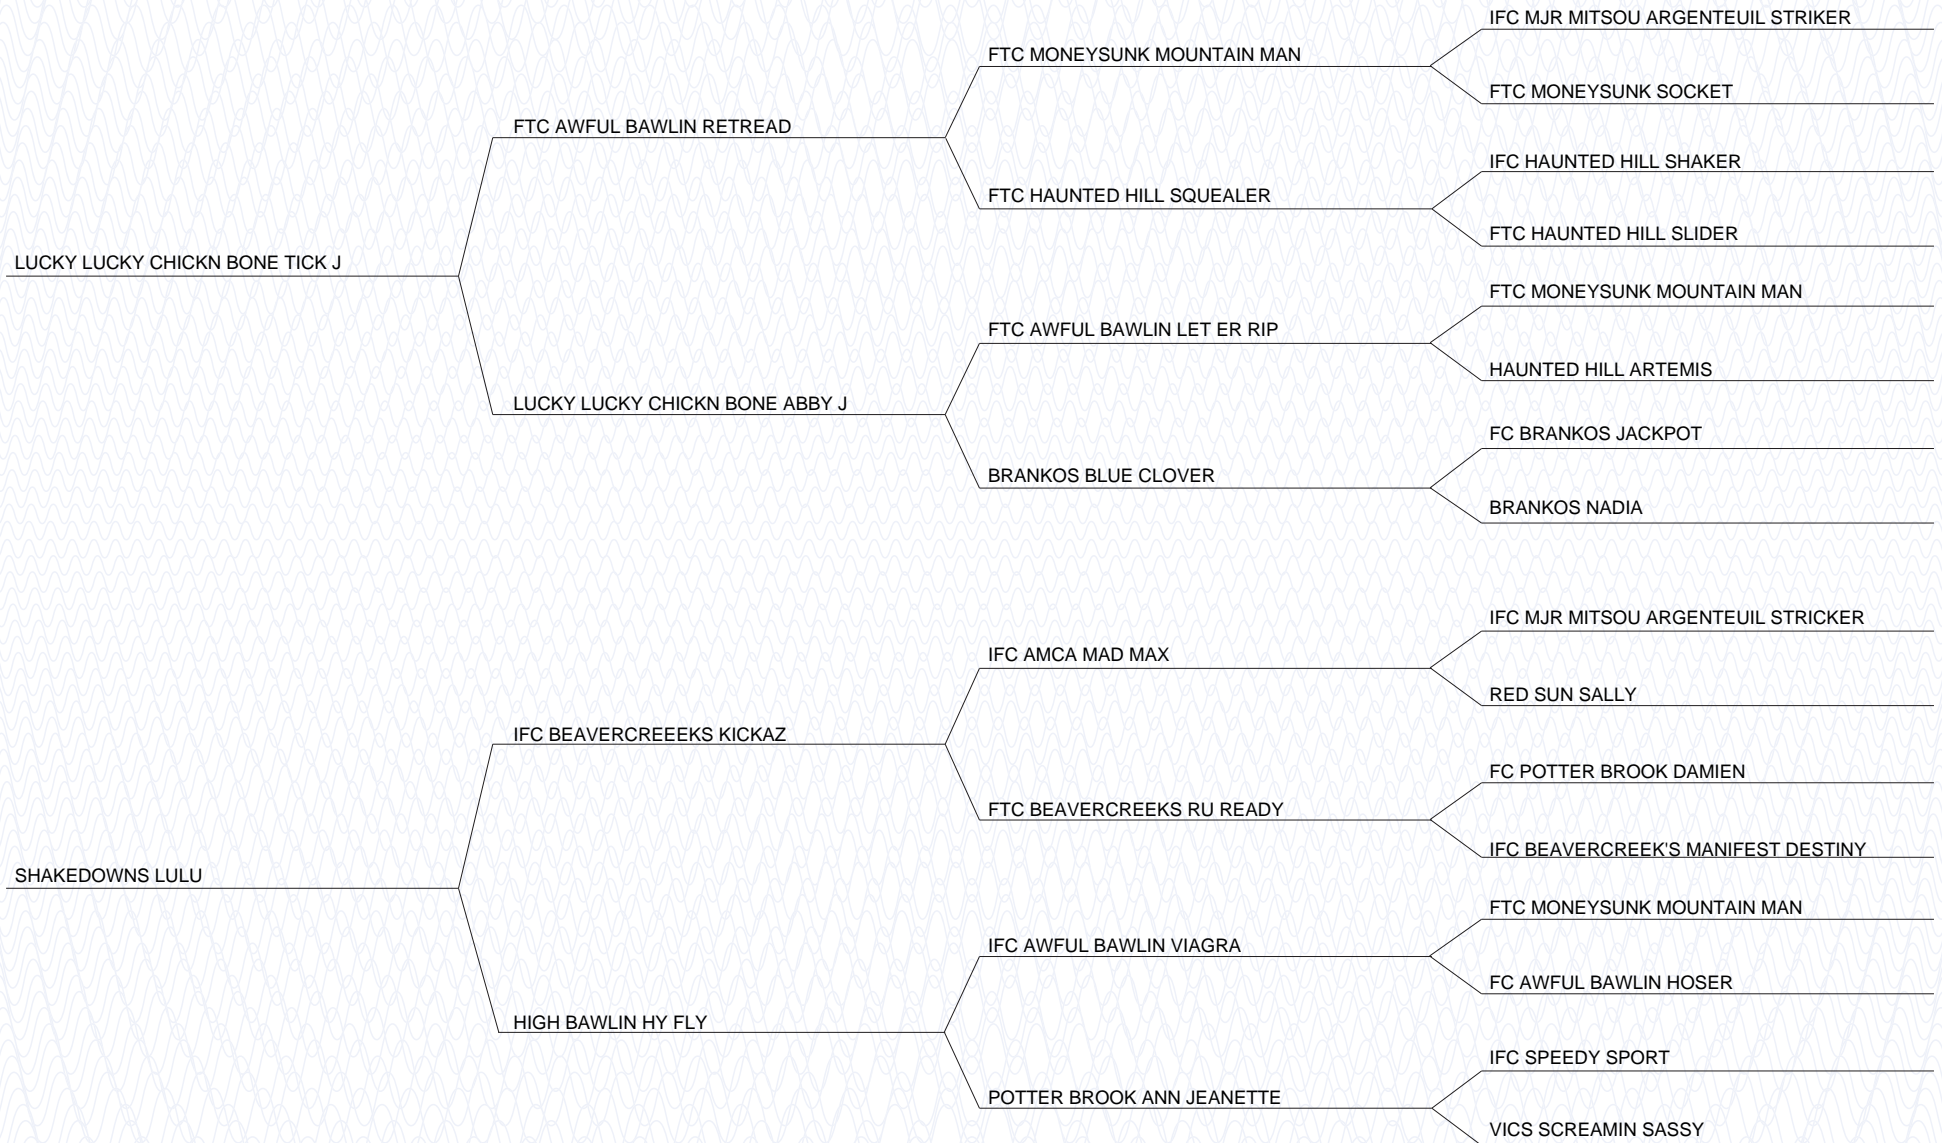 IFC MJR MITSOU ARGENTEUIL STRIKER
FTC MONEYSUNK MOUNTAIN MAN
FTC MONEYSUNK SOCKET
FTC AWFUL BAWLIN RETREAD
IFC HAUNTED HILL SHAKER
FTC HAUNTED HILL SQUEALER
FTC HAUNTED HILL SLIDER
LUCKY LUCKY CHICKN BONE TICK J
FTC MONEYSUNK MOUNTAIN MAN
FTC AWFUL BAWLIN LET ER RIP
HAUNTED HILL ARTEMIS
LUCKY LUCKY CHICKN BONE ABBY J
FC BRANKOS JACKPOT
BRANKOS BLUE CLOVER
BRANKOS NADIA
IFC MJR MITSOU ARGENTEUIL STRICKER
IFC AMCA MAD MAX
RED SUN SALLY
IFC BEAVERCREEEKS KICKAZ
FC POTTER BROOK DAMIEN
FTC BEAVERCREEKS RU READY
IFC BEAVERCREEK'S MANIFEST DESTINY
SHAKEDOWNS LULU
FTC MONEYSUNK MOUNTAIN MAN
IFC AWFUL BAWLIN VIAGRA
FC AWFUL BAWLIN HOSER
HIGH BAWLIN HY FLY
IFC SPEEDY SPORT
POTTER BROOK ANN JEANETTE
VICS SCREAMIN SASSY